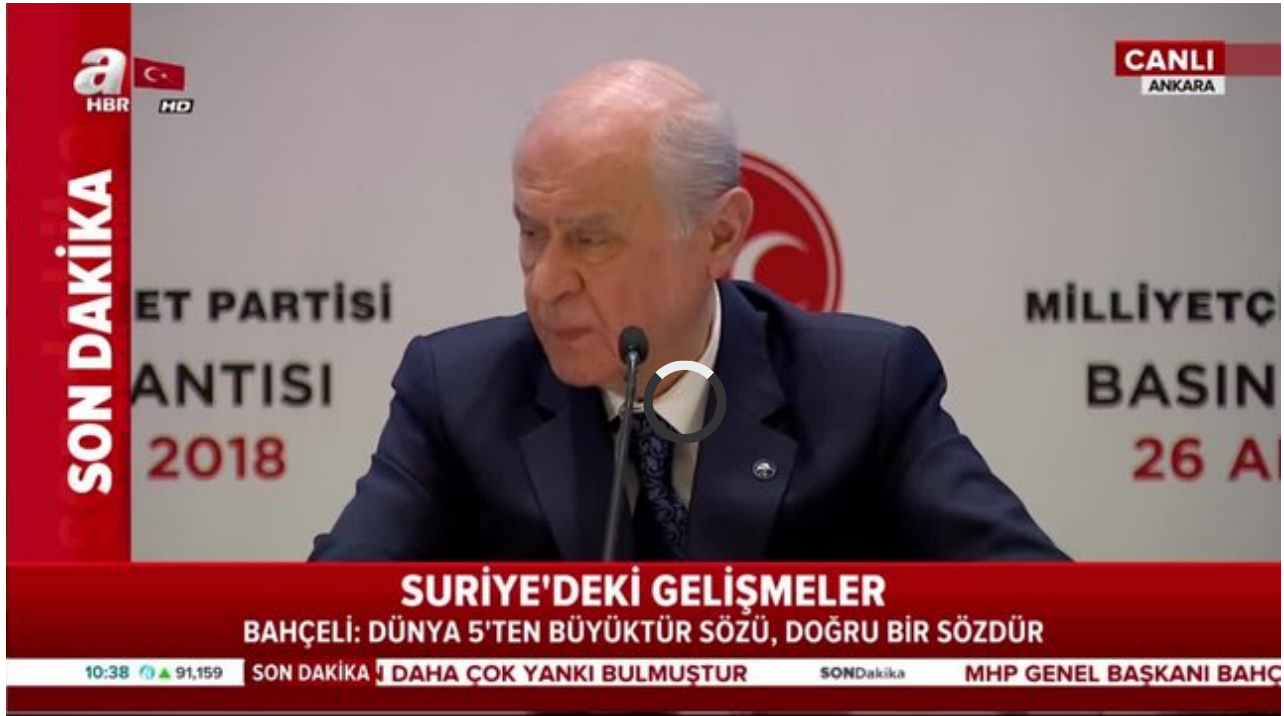 a
HBR
HD
CANLI
ANKARA
SON DAKİKA
ET PARTİSİ
ANTISI
2018
MİLLİYETÇ
BASIN
26 A
SURİYE'DEKİ GELİŞMELER
BAHÇELİ: DÜNYA 5'TEN BÜYÜKTÜR SÖZÜ, DOĞRU BİR SÖZDÜR
10:38 91,159 SON DAKİKA DAHA ÇOK YANKI BULMUŞTUR SONDakika MHP GENEL BAŞKANI BAHÇ